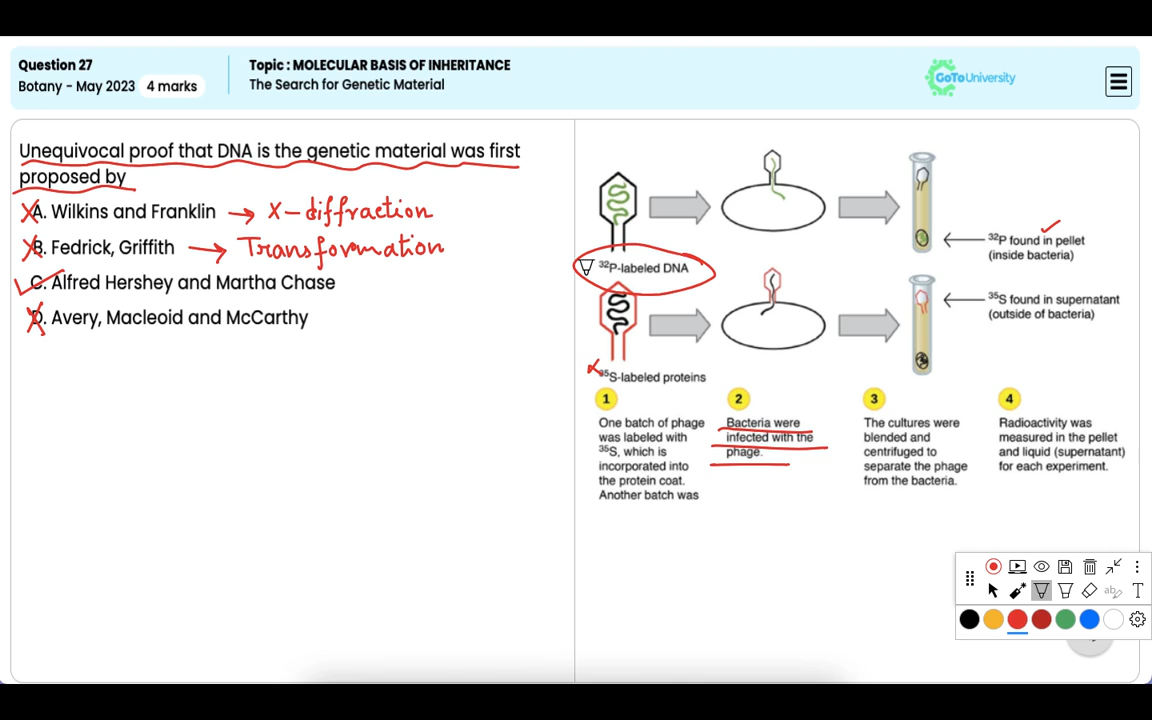 Question 27
Botany - May 2023 4 marks
Topic : MOLECULAR BASIS OF INHERITANCE
The Search for Genetic Material
GoToUniversity
Unequivocal proof that DNA is the genetic material was first
proposed by
A. Wilkins and Franklin → X-diffraction
B. Fedrick, Griffith → Transformation
C. Alfred Hershey and Martha Chase
D. Avery, Macleoid and McCarthy
³²P-labeled DNA
³²P found in pellet
(inside bacteria)
³⁵S-labeled proteins
³⁵S found in supernatant
(outside of bacteria)
1
One batch of phage
was labeled with
³⁵S, which is
incorporated into
the protein coat.
Another batch was
2
Bacteria were
infected with the
phage.
3
The cultures were
blended and
centrifuged to
separate the phage
from the bacteria.
4
Radioactivity was
measured in the pellet
and liquid (supernatant)
for each experiment.
ab
T